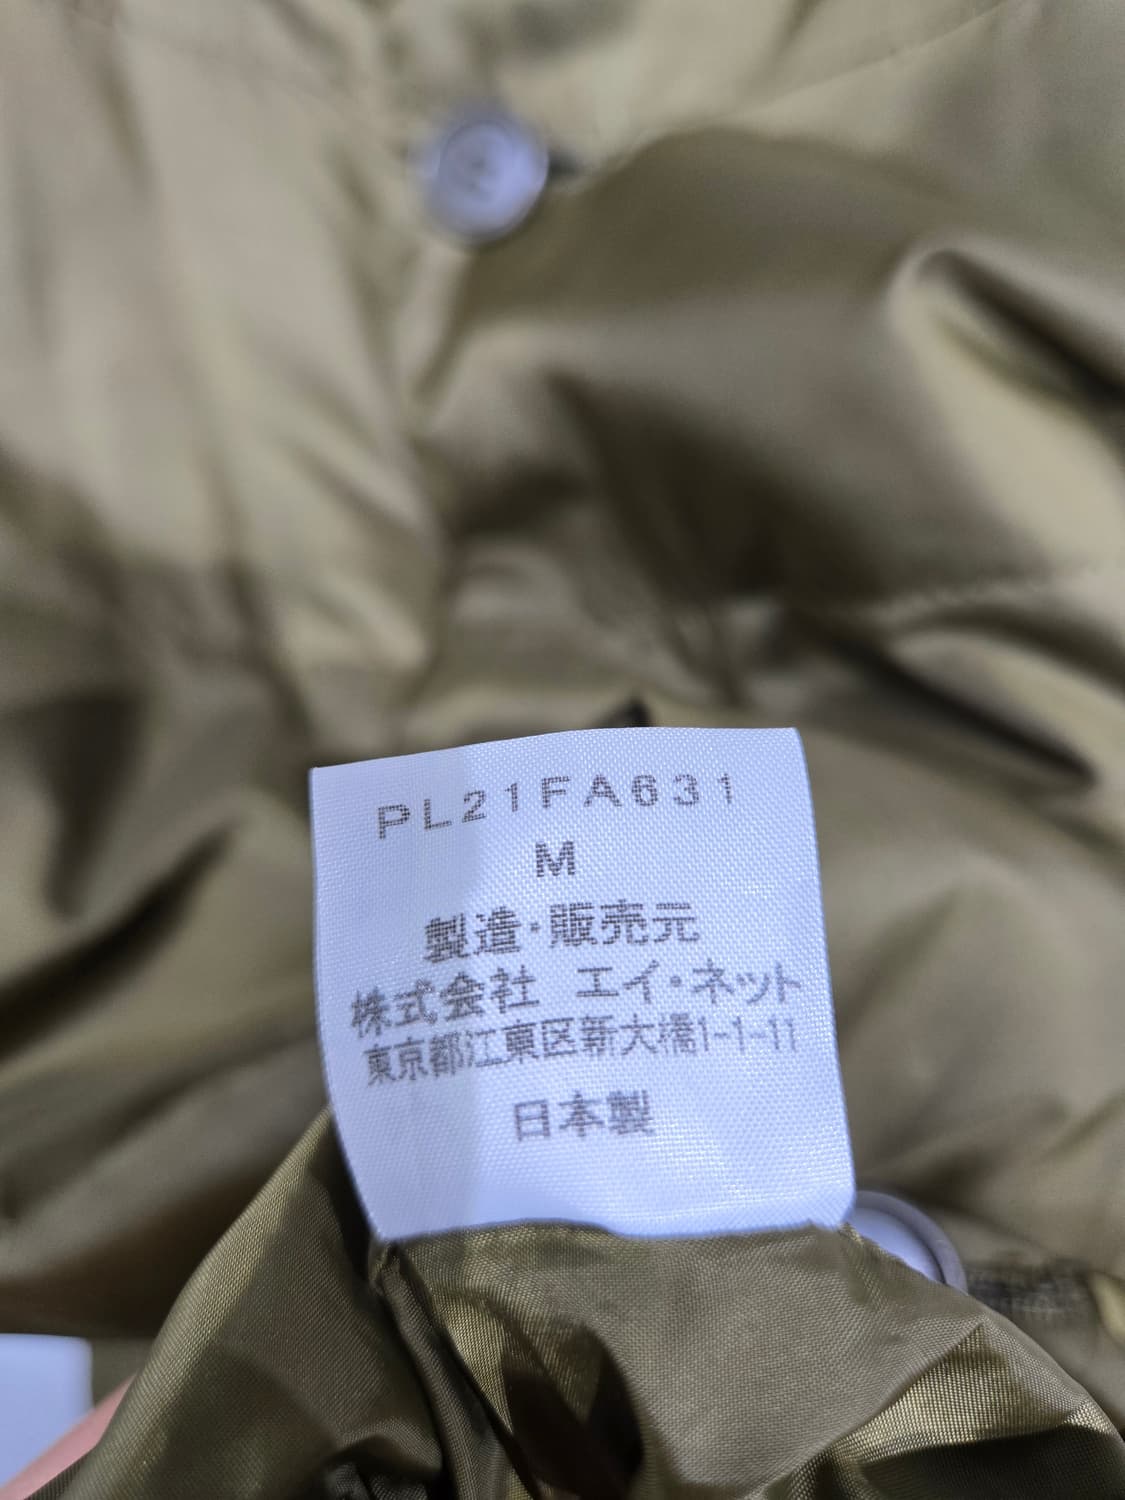 PL21FA631
M
製造・販売元
株式会社 エイ・ネット
東京都江東区新大橋1-1-11
日本製